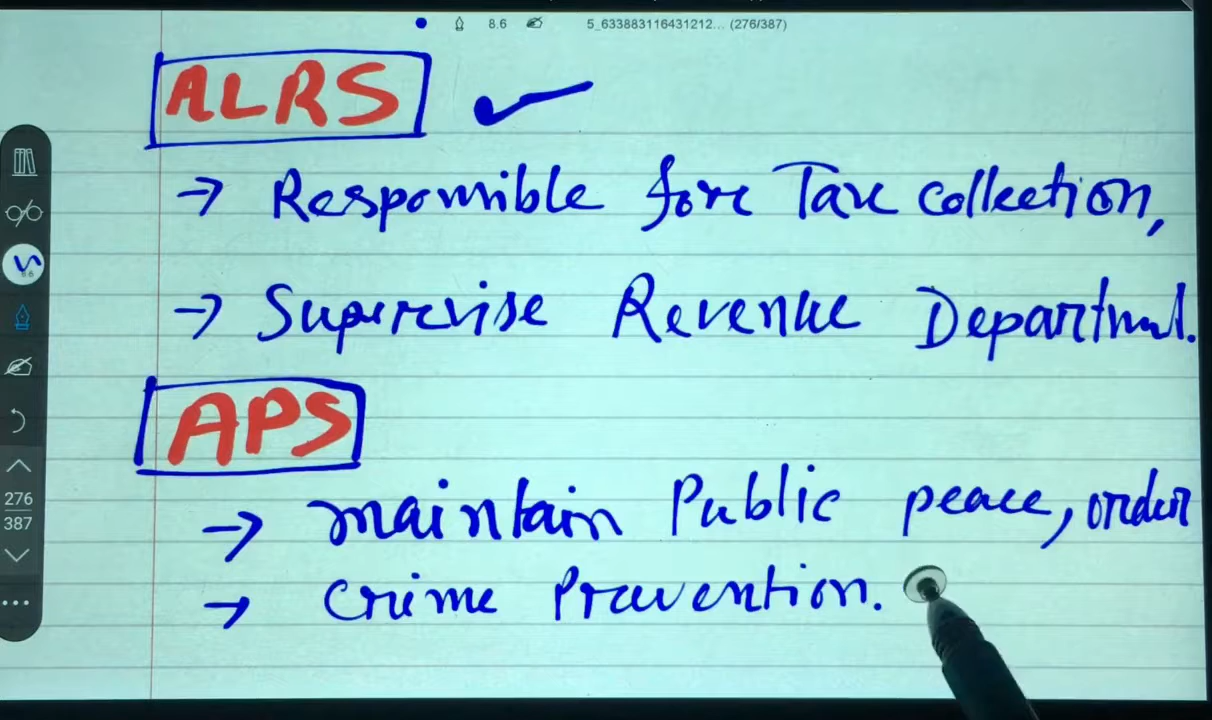 8.6 5_633883116431212... (276/387)
ALRS
→ Responsible for Tax collection,
→ Supervise Revenue Department.
276
387
APS
→ maintain Public peace, order
→ Crime Prevention.